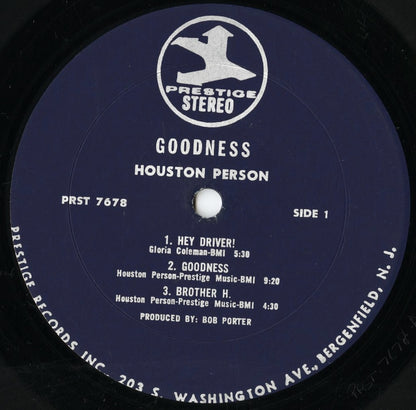 PRESTIGE
STEREO
GOODNESS
HOUSTON PERSON
PRST 7678
SIDE 1
1. HEY DRIVER!
Gloria Coleman-BMI 5:30
2. GOODNESS
Houston Person-Prestige Music-BMI 9:20
3. BROTHER H.
Houston Person-Prestige Music-BMI 4:30
PRODUCED BY: BOB PORTER
PRESTIGE RECORDS INC. 203 S. WASHINGTON AVE., BERGENFIELD, N. J.